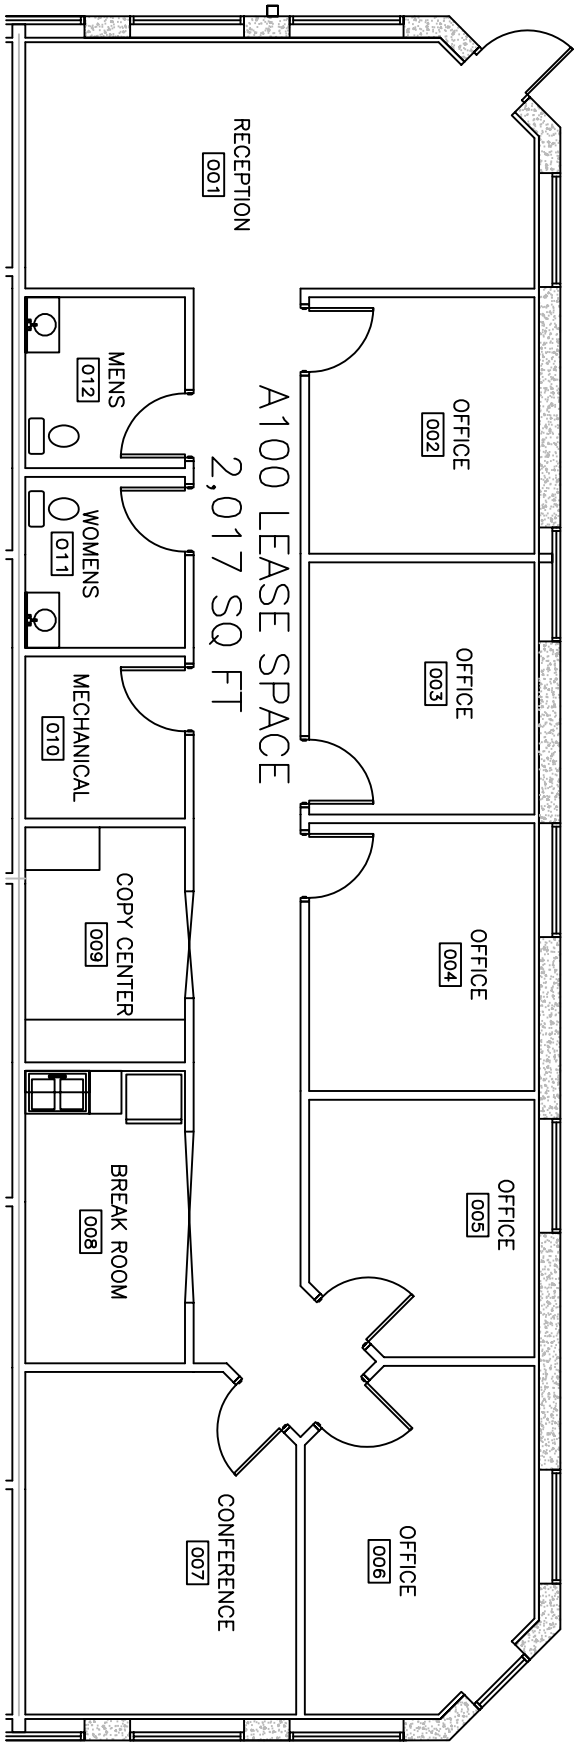 OFFICE
002
OFFICE
003
OFFICE
004
OFFICE
005
OFFICE
006
RECEPTION
001
A100 LEASE SPACE
2,017 SQ FT
CONFERENCE
007
MENS
012
WOMENS
011
MECHANICAL
010
COPY CENTER
009
BREAK ROOM
008